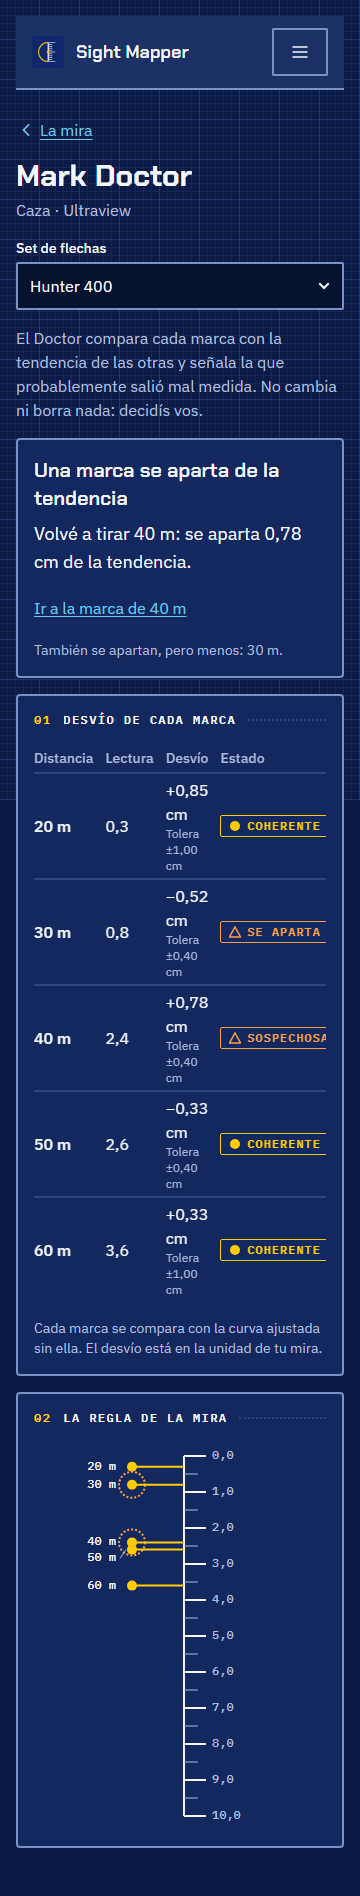 Sight Mapper
La mira
Mark Doctor
Caza · Ultraview
Set de flechas
Hunter 400
El Doctor compara cada marca con la
tendencia de las otras y señala la que
probablemente salió mal medida. No cambia
ni borra nada: decidís vos.
Una marca se aparta de la
tendencia
Volvé a tirar 40 m: se aparta 0,78
cm de la tendencia.
Ir a la marca de 40 m
También se apartan, pero menos: 30 m.
01 DESVÍO DE CADA MARCA
Distancia Lectura Desvío Estado
20 m 0,3 +0,85 cm Tolera ±1,00 cm COHERENTE
30 m 0,8 −0,52 cm Tolera ±0,40 cm SE APARTA
40 m 2,4 +0,78 cm Tolera ±0,40 cm SOSPECHOSA
50 m 2,6 −0,33 cm Tolera ±0,40 cm COHERENTE
60 m 3,6 +0,33 cm Tolera ±1,00 cm COHERENTE
Cada marca se compara con la curva ajustada
sin ella. El desvío está en la unidad de tu mira.
02 LA REGLA DE LA MIRA
0,0
20 m
30 m
1,0
2,0
40 m
50 m
3,0
60 m
4,0
5,0
6,0
7,0
8,0
9,0
10,0